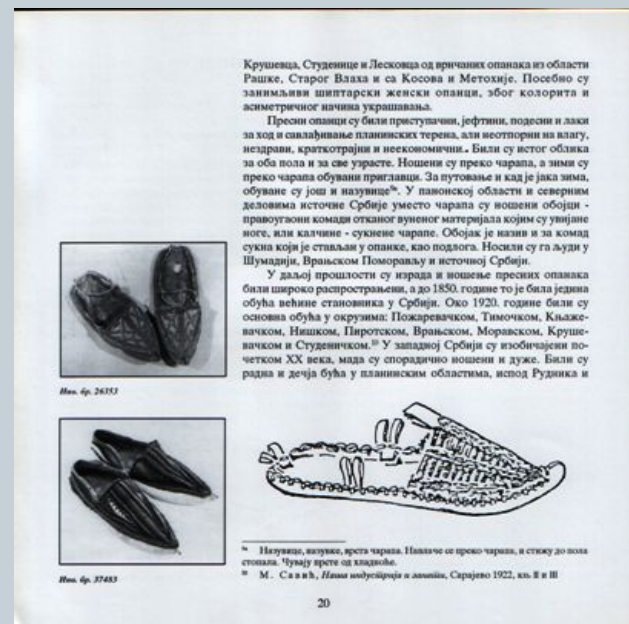 Крушевца, Студенице и Лесковца од врнчаних опанака из области
Рашке, Старог Влаха и са Косова и Метохије. Посебно су
занимљиви шиптарски женски опанци, због колорита и
асиметричног начина украшавања.
Пресни опанци су били приступачни, јефтини, подесни и лаки
за ход и савлађивање планинских терена, али неотпорни на влагу,
нездрави, краткотрајни и неекономични. Били су истог облика
за оба пола и за све узрасте. Ношени су преко чарапа, а зими су
преко чарапа обувани приглавци. За путовање и кад је јака зима,
обуване су још и назувице⁹ᵃ. У панонској области и северним
деловима источне Србије уместо чарапа су ношени обојци -
правоугаони комади отканог вуненог материјала којим су увијане
ноге, или калчине - сукнене чарапе. Обојак је назив и за комад
сукна који је стављан у опанке, као подлога. Носили су га људи у
Шумадији, Врањском Поморављу и источној Србији.
У даљој прошлости су израда и ношење пресних опанака
били широко распрострањени, а до 1850. године то је била једина
обућа већине становника у Србији. Око 1920. године били су
основна обућа у окрузима: Пожаревачком, Тимочком, Књаже-
вачком, Нишком, Пиротском, Врањском, Моравском, Круше-
вачком и Студеничком. У западној Србији су изобичајени по-
четком XX века, мада су спорадично ношени и дуже. Били су
радна и дечја бућа у планинским областима, испод Рудника и
Инв. бр. 26353
Инв. бр. 37483
Назувице, назувке, врста чарапа. Навлаче се преко чарапа, и стижу до пола
стопала. Чувају прсте од хладноће.
М. Савић, Наша индустрија и занати, Сарајево 1922, књ. II и III
20